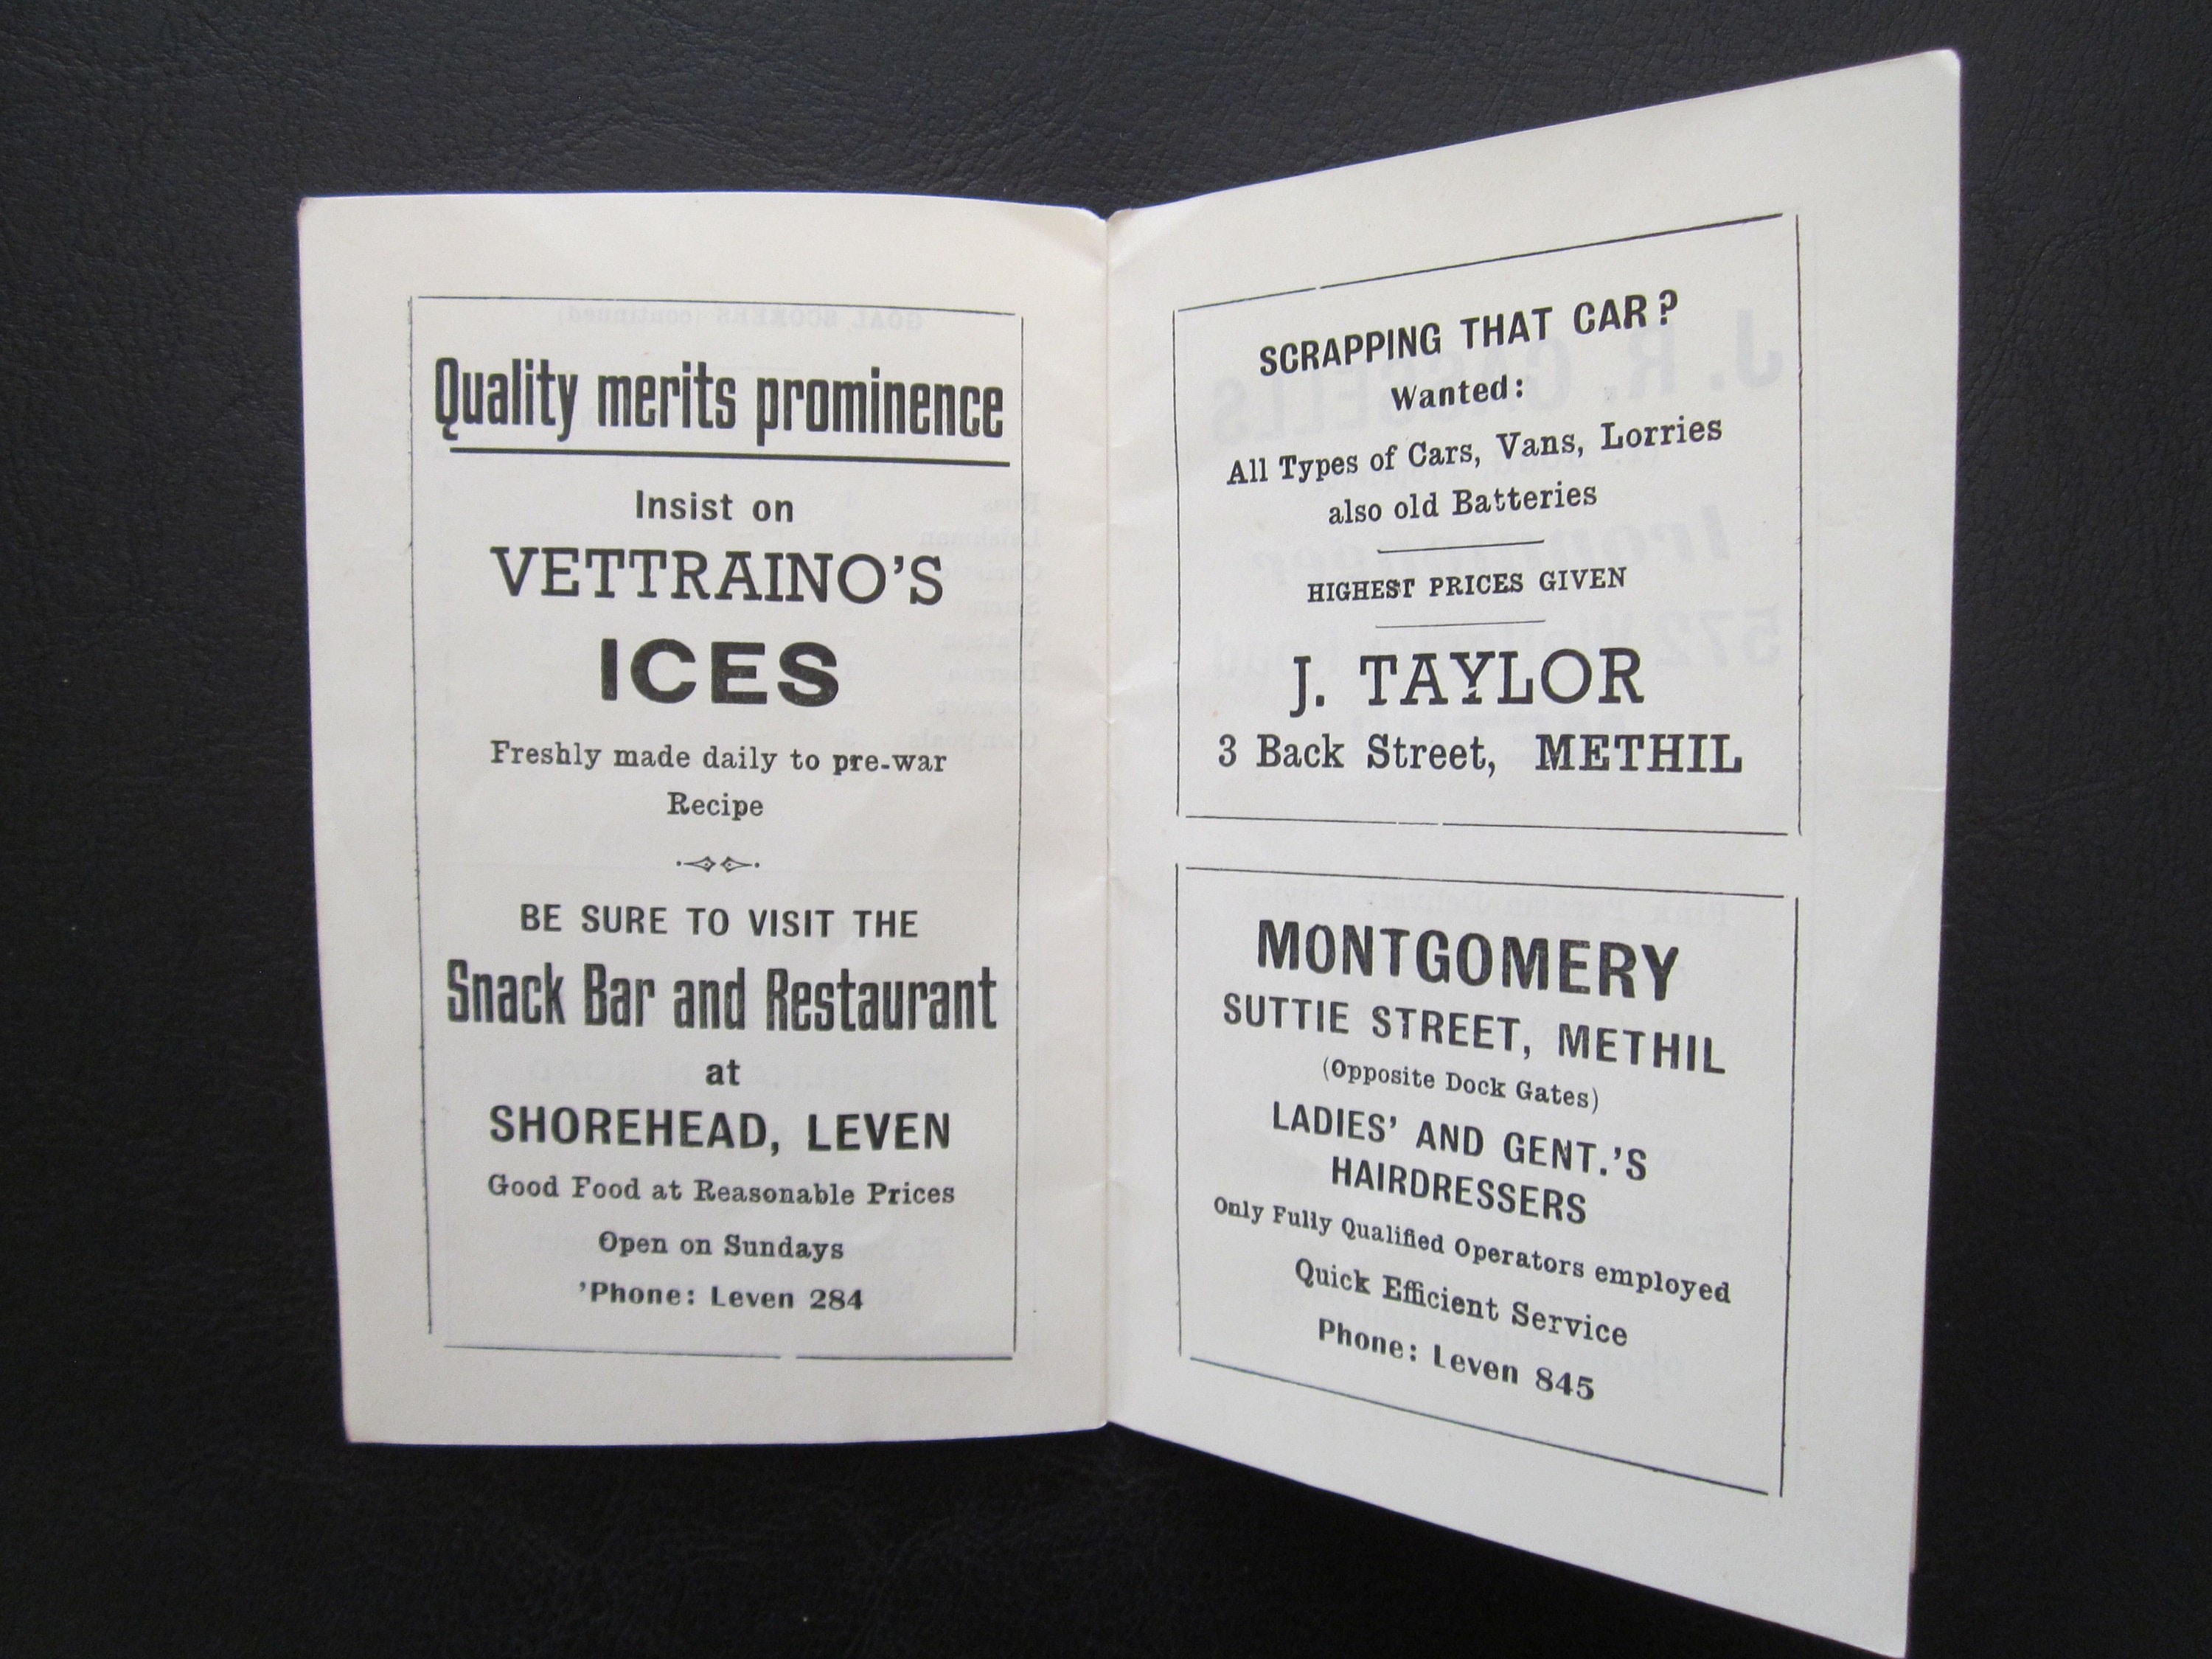 Quality merits prominence
Insist on
VETTRAINO'S
ICES
Freshly made daily to pre-war
Recipe
BE SURE TO VISIT THE
Snack Bar and Restaurant
at
SHOREHEAD, LEVEN
Good Food at Reasonable Prices
Open on Sundays
'Phone: Leven 284
SCRAPPING THAT CAR?
Wanted:
All Types of Cars, Vans, Lorries
also old Batteries
HIGHEST PRICES GIVEN
J. TAYLOR
3 Back Street, METHIL
MONTGOMERY
SUTTIE STREET, METHIL
(Opposite Dock Gates)
LADIES' AND GENT.'S
HAIRDRESSERS
Only Fully Qualified Operators employed
Quick Efficient Service
Phone: Leven 845